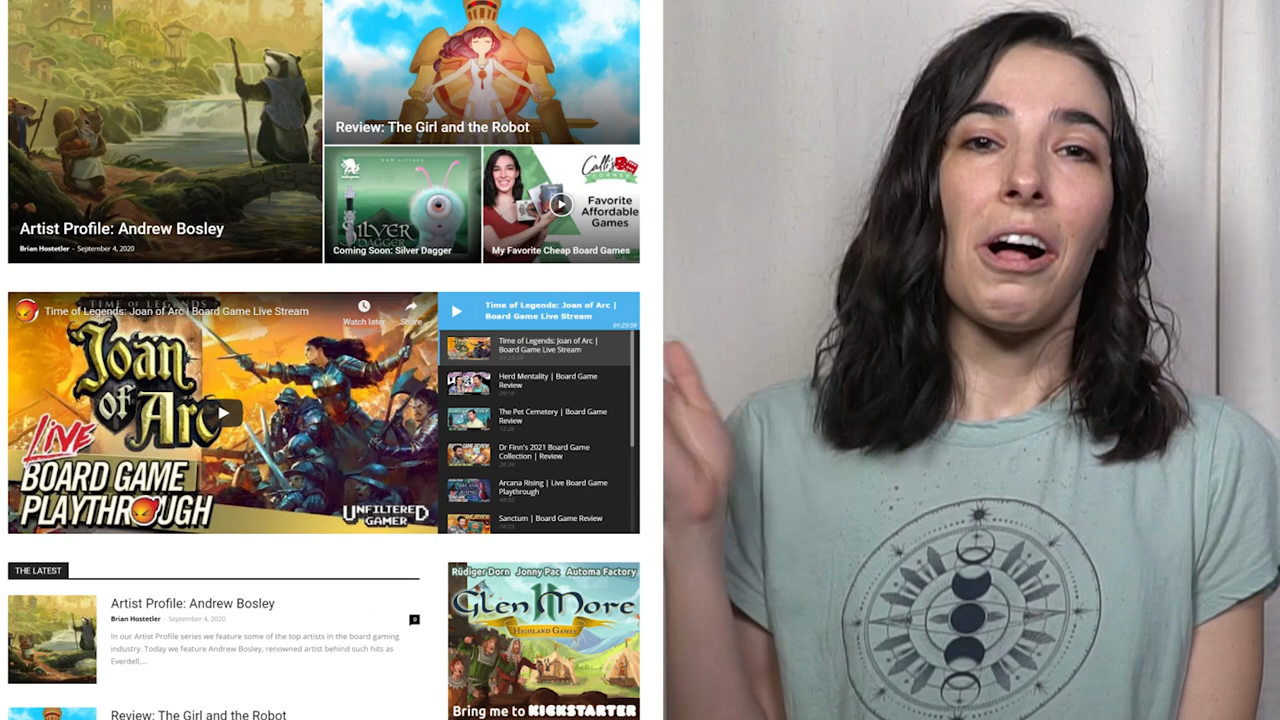 Artist Profile: Andrew Bosley
Brian Hostetler - September 4, 2020
Review: The Girl and the Robot
SILVER
DAGGER
Coming Soon: Silver Dagger
Calli's
CORNER
Favorite
Affordable
Games
My Favorite Cheap Board Games
TIME OF LEGENDS
Time of Legends: Joan of Arc | Board Game Live Stream
Watch later
Share
Joan
of Arc
LIVE
BOARD GAME
PLAYTHROUGH
UNFILTERED
GAMER
Time of Legends: Joan of Arc |
Board Game Live Stream
01:23:59
Time of Legends: Joan of Arc |
Board Game Live Stream
Herd Mentality | Board Game
Review
The Pet Cemetery | Board Game
Review
Dr Finn's 2021 Board Game
Collection | Review
Arcana Rising | Live Board Game
Playthrough
Sanctum | Board Game Review
THE LATEST
Artist Profile: Andrew Bosley
Brian Hostetler - September 4, 2020
0
In our Artist Profile series we feature some of the top artists in the board gaming
industry. Today we feature Andrew Bosley, renowned artist behind such hits as
Everdell,...
Review: The Girl and the Robot
Rüdiger Dorn Jonny Pac Automa Factory
Glen More
II
HIGHLAND GAMES
Bring me to KICKSTARTER